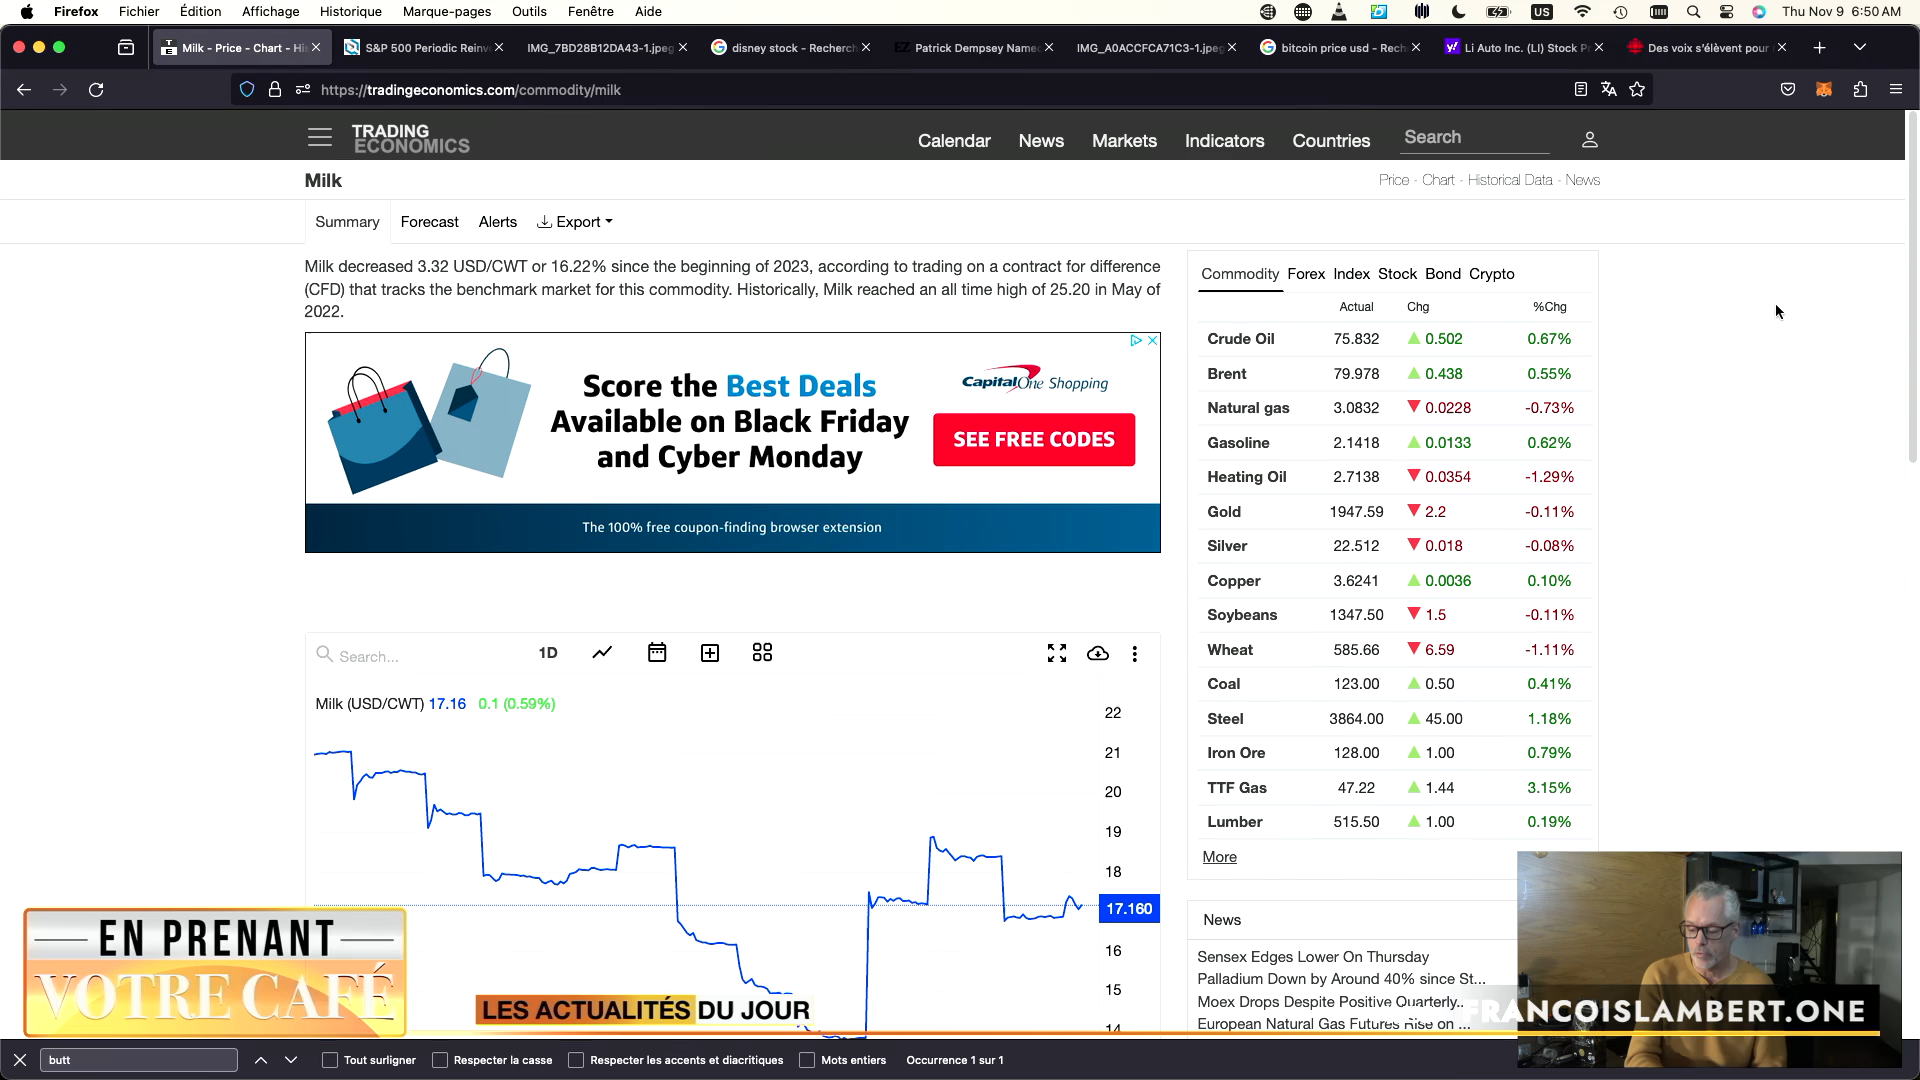 Firefox Fichier Édition Affichage Historique Marque-pages Outils Fenêtre Aide US Thu Nov 9 6:50 AM
Milk - Price - Chart - Hi S&P 500 Periodic Rein IMG_7BD28B12DA43-1.jpeg disney stock - Recherch Patrick Dempsey Name IMG_A0ACCFCA71C3-1.jpeg bitcoin price usd - Rech Li Auto Inc. (LI) Stock P Des voix s'élèvent pour
https://tradingeconomics.com/commodity/milk
TRADING
ECONOMICS
Calendar News Markets Indicators Countries Search
Milk
Price - Chart - Historical Data - News
Summary Forecast Alerts Export
Milk decreased 3.32 USD/CWT or 16.22% since the beginning of 2023, according to trading on a contract for difference
(CFD) that tracks the benchmark market for this commodity. Historically, Milk reached an all time high of 25.20 in May of
2022.
Score the Best Deals
Available on Black Friday
and Cyber Monday
Capital One Shopping
SEE FREE CODES
The 100% free coupon-finding browser extension
Search...
1D
Milk (USD/CWT) 17.16 0.1 (0.59%)
22
21
20
19
18
17.160
16
15
14
Commodity Forex Index Stock Bond Crypto
Actual Chg %Chg
Crude Oil 75.832 0.502 0.67%
Brent 79.978 0.438 0.55%
Natural gas 3.0832 0.0228 -0.73%
Gasoline 2.1418 0.0133 0.62%
Heating Oil 2.7138 0.0354 -1.29%
Gold 1947.59 2.2 -0.11%
Silver 22.512 0.018 -0.08%
Copper 3.6241 0.0036 0.10%
Soybeans 1347.50 1.5 -0.11%
Wheat 585.66 6.59 -1.11%
Coal 123.00 0.50 0.41%
Steel 3864.00 45.00 1.18%
Iron Ore 128.00 1.00 0.79%
TTF Gas 47.22 1.44 3.15%
Lumber 515.50 1.00 0.19%
More
News
Sensex Edges Lower On Thursday
Palladium Down by Around 40% since St...
Moex Drops Despite Positive Quarterly...
European Natural Gas Futures Rise on ...
EN PRENANT
VOTRE CAFÉ
LES ACTUALITÉS DU JOUR
FRANCOISLAMBERT.ONE
butt Tout surligner Respecter la casse Respecter les accents et diacritiques Mots entiers Occurrence 1 sur 1